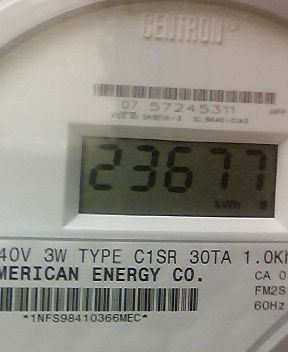 CENTRON®
07 57245311
23677
kWh
40V 3W TYPE C1SR 30TA 1.0Kh
MERICAN ENERGY CO.
CA 0
FM2S
60Hz
*1NFS98410366MEC*